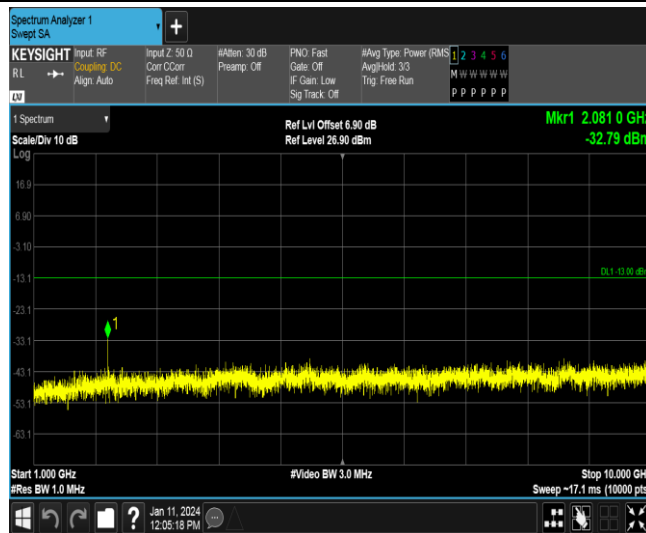 Spectrum Analyzer 1
Swept SA
+
KEYSIGHT
RL
LXI
Input: RF
Coupling: DC
Align: Auto
Input Z: 50 Ω
Corr CCorr
Freq Ref: Int (S)
#Atten: 30 dB
Preamp: Off
PNO: Fast
Gate: Off
IF Gain: Low
Sig Track: Off
#Avg Type: Power (RMS
Avg|Hold: 3/3
Trig: Free Run
1 2 3 4 5 6
M W W W W W
P P P P P P
1 Spectrum
Scale/Div 10 dB
Ref Lvl Offset 6.90 dB
Ref Level 26.90 dBm
Mkr1 2.081 0 GHz
-32.79 dBm
Log
16.9
6.90
-3.10
-13.1
-23.1
-33.1
-43.1
-53.1
-63.1
DL1 -13.00 dBm
1
Start 1.000 GHz
#Res BW 1.0 MHz
#Video BW 3.0 MHz
Stop 10.000 GHz
Sweep ~17.1 ms (10000 pts
?
Jan 11, 2024
12:05:18 PM